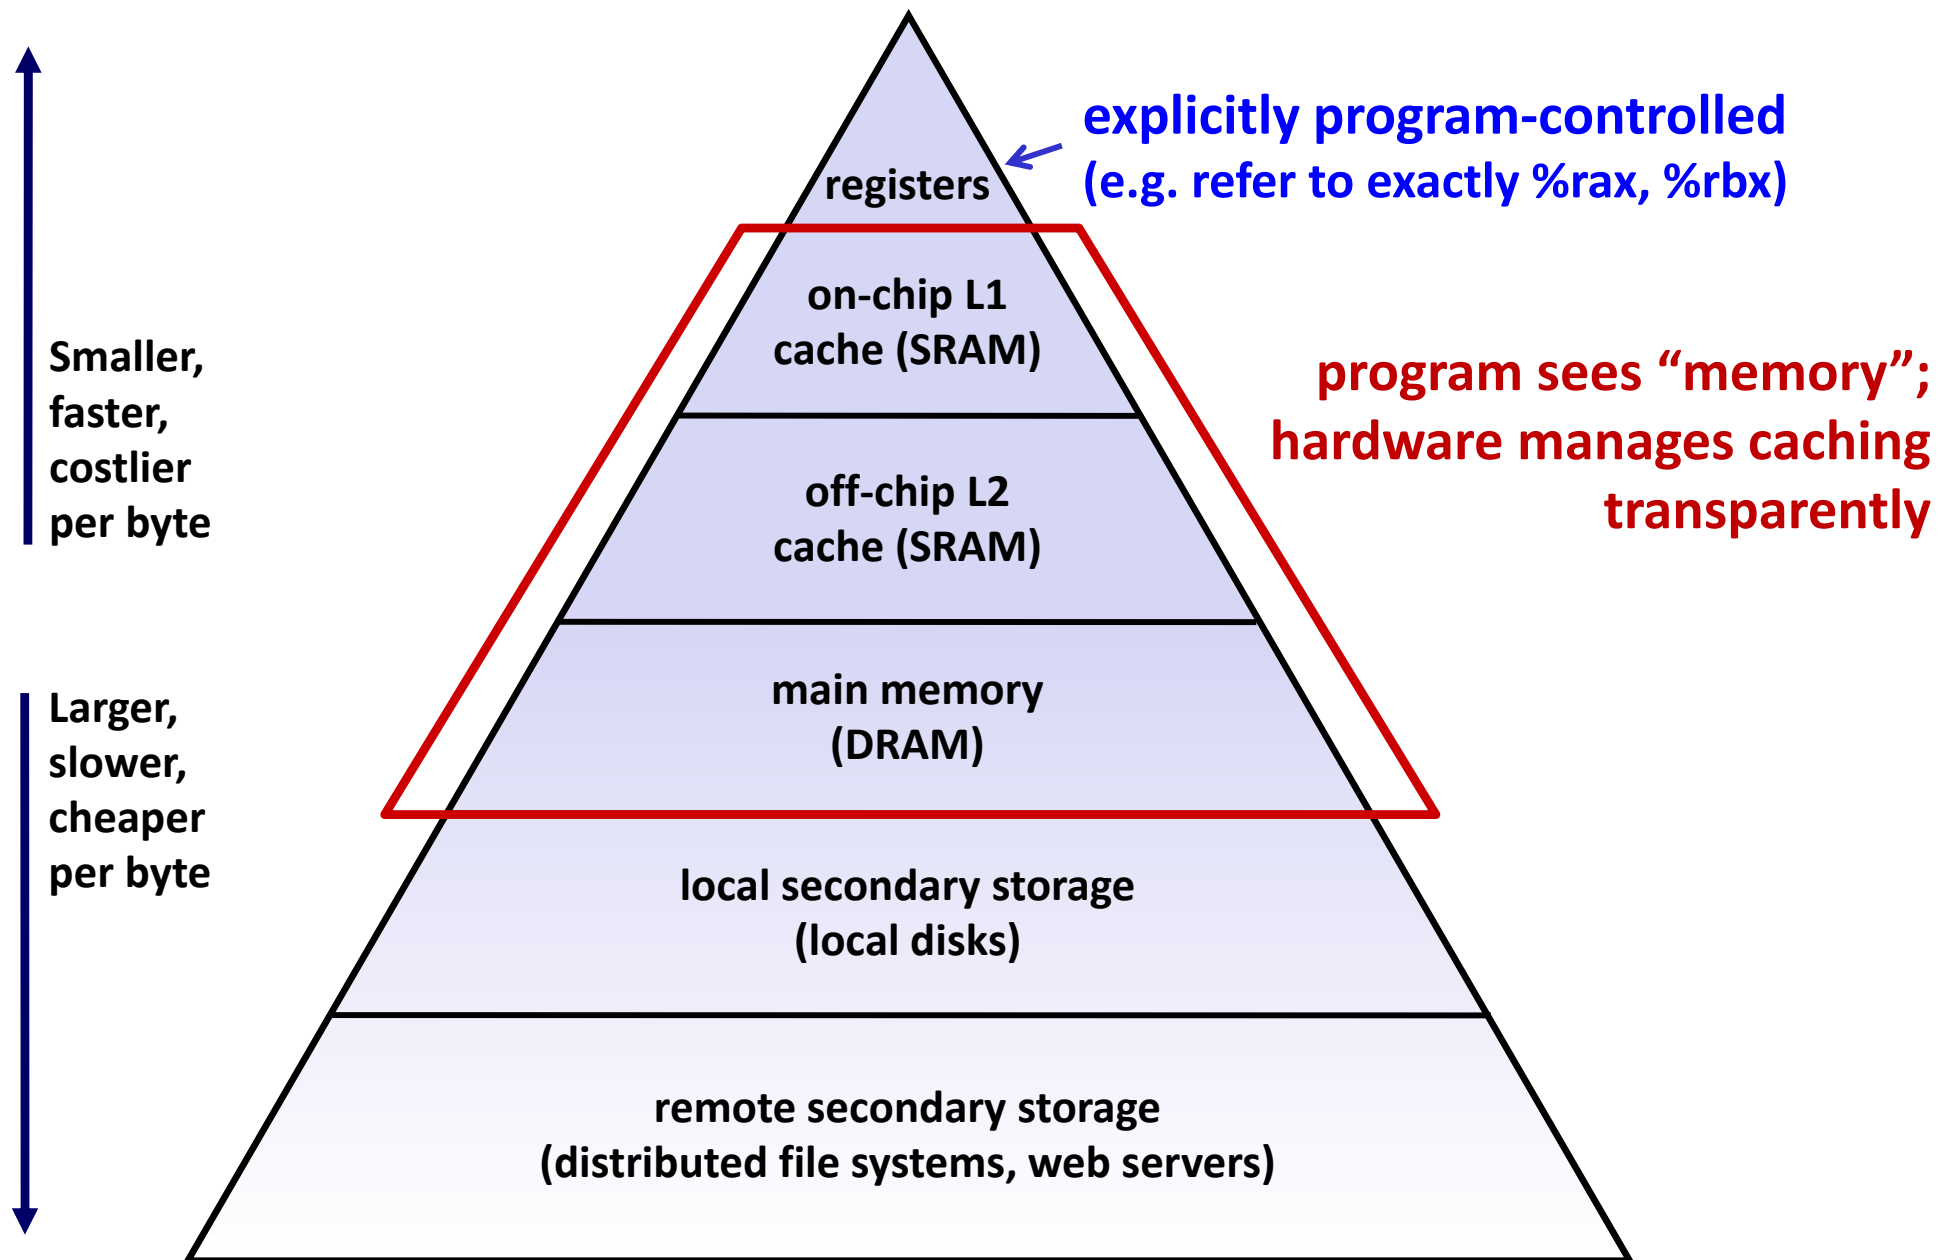 explicitly program-controlled
(e.g. refer to exactly %rax, %rbx)
registers
on-chip L1
cache (SRAM)
Smaller,
faster,
costlier
per byte
program sees “memory”;
hardware manages caching
transparently
off-chip L2
cache (SRAM)
main memory
(DRAM)
Larger,
slower,
cheaper
per byte
local secondary storage
(local disks)
remote secondary storage
(distributed file systems, web servers)